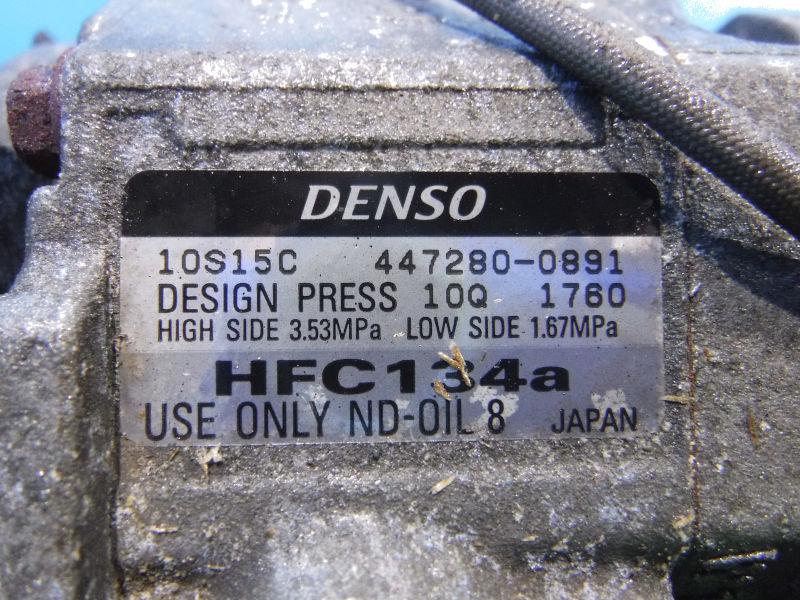 DENSO
10S15C 447280-0891
DESIGN PRESS 10Q 1760
HIGH SIDE 3.53MPa LOW SIDE 1.67MPa
HFC134a
USE ONLY ND-OIL 8 JAPAN